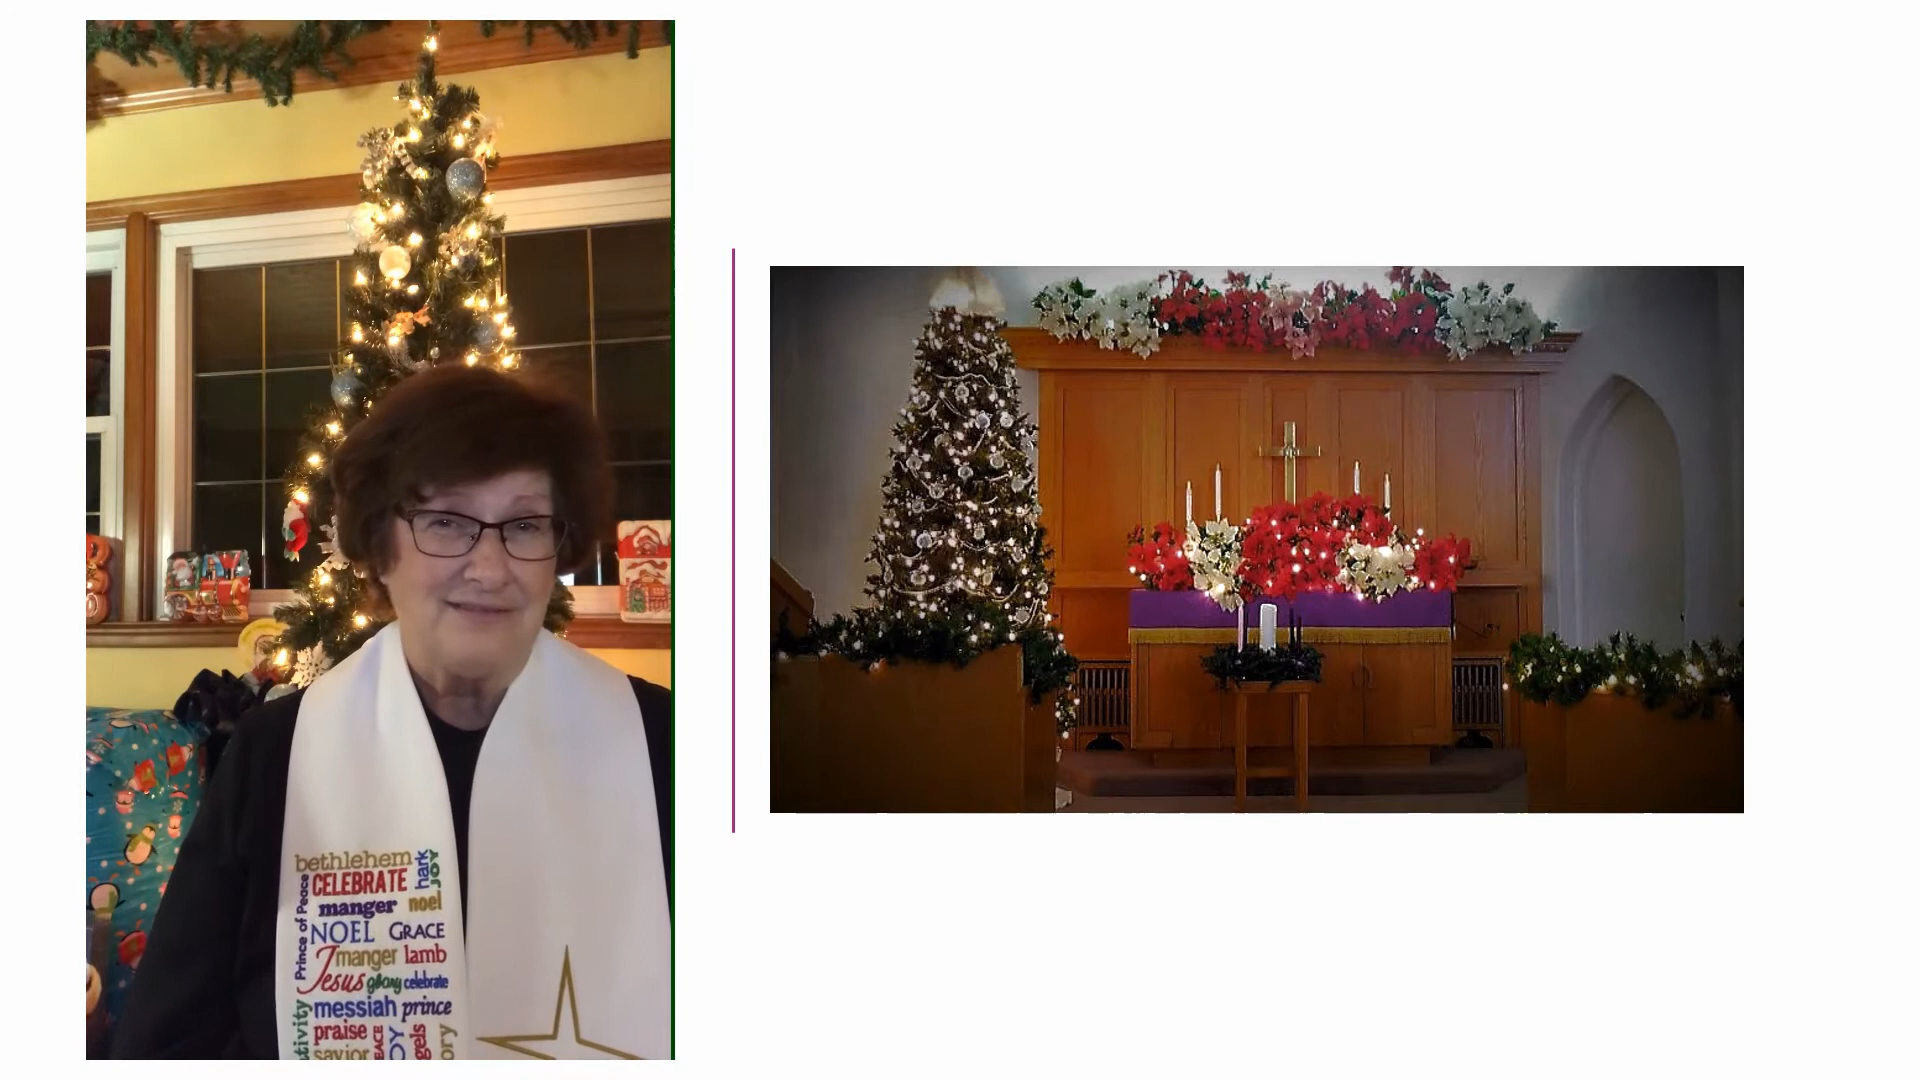 bethlehem
hark
JOY
CELEBRATE
Prince of Peace
manger noel
NOEL GRACE
manger lamb
Jesus glory celebrate
messiah prince
praise
savior